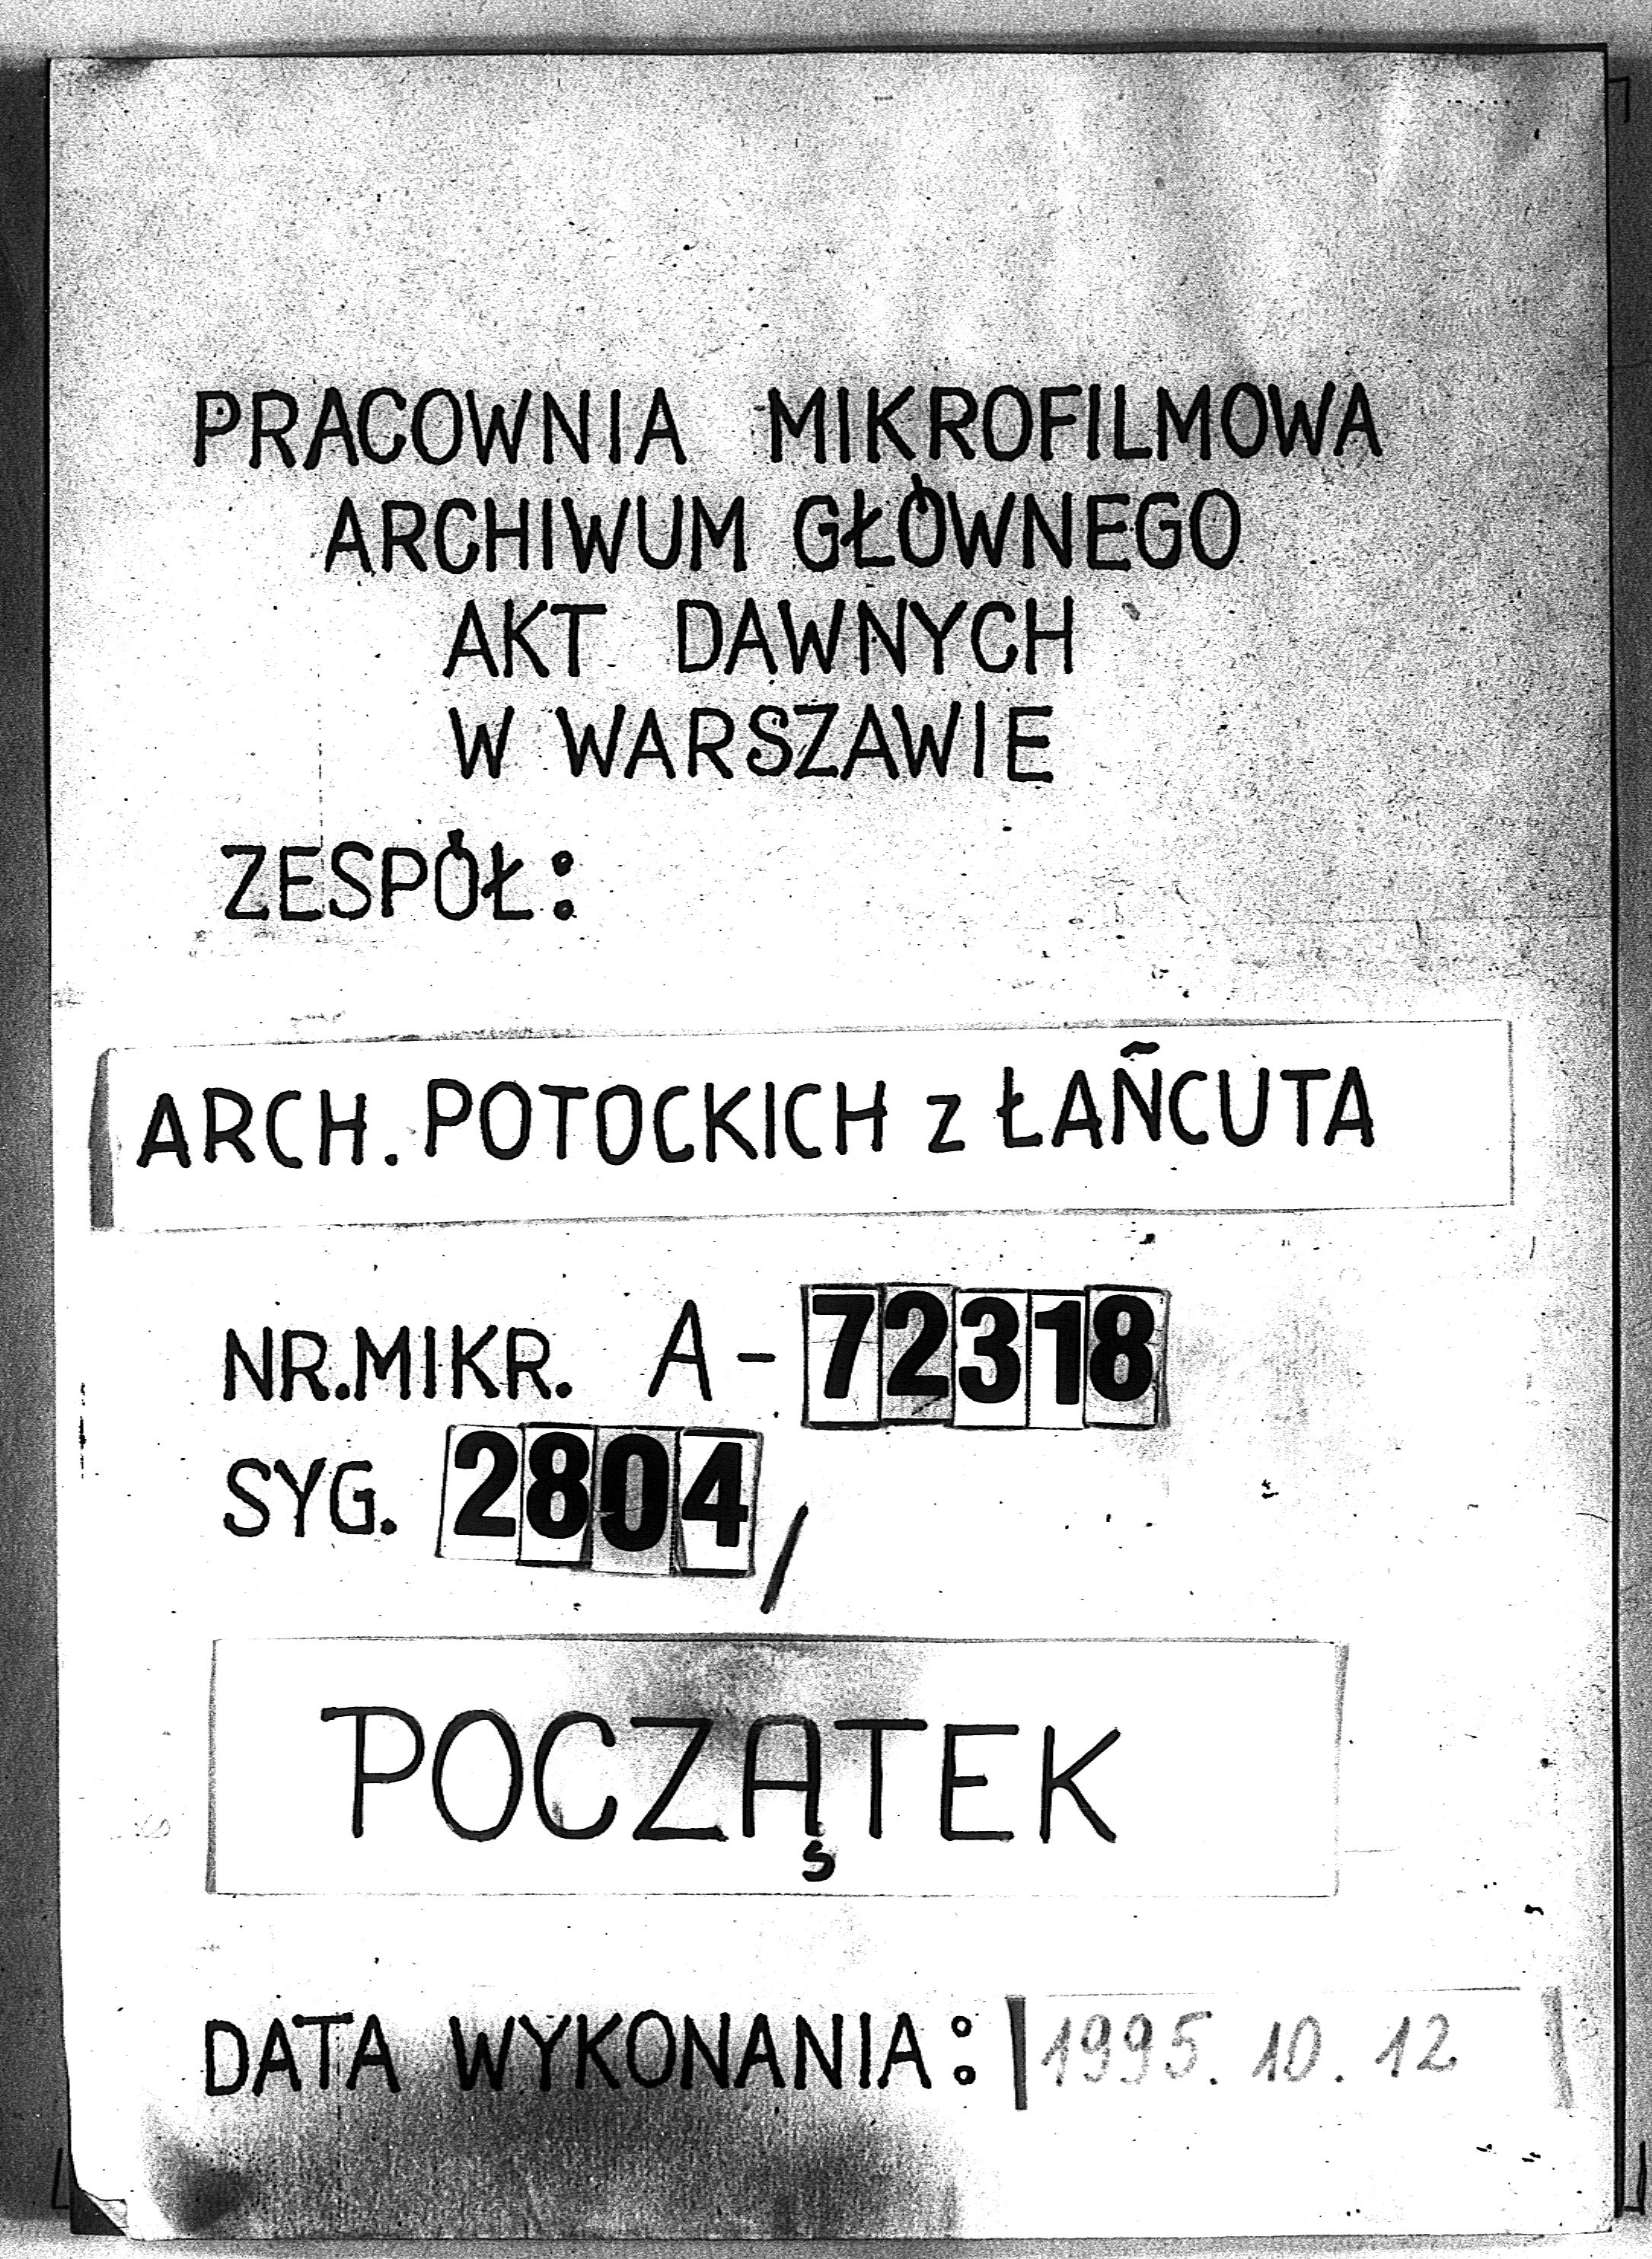 PRACOWNIA MIKROFILMOWA
ARCHIWUM GŁÓWNEGO
AKT DAWNYCH
W WARSZAWIE
ZESPÓŁ:
ARCH. POTOCKICH z ŁAŃCUTA
NR.MIKR. A-72318
SYG. 2804/
POCZĄTEK
DATA WYKONANIA: 1995.10.12